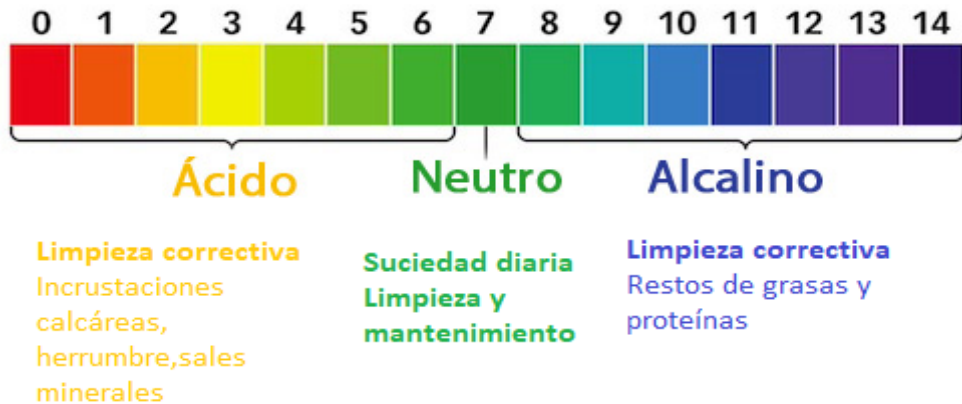 0 1 2 3 4 5 6 7 8 9 10 11 12 13 14
Ácido
Neutro
Alcalino
Limpieza correctiva
Incrustaciones
calcáreas,
herrumbre,sales
minerales
Suciedad diaria
Limpieza y
mantenimiento
Limpieza correctiva
Restos de grasas y
proteínas